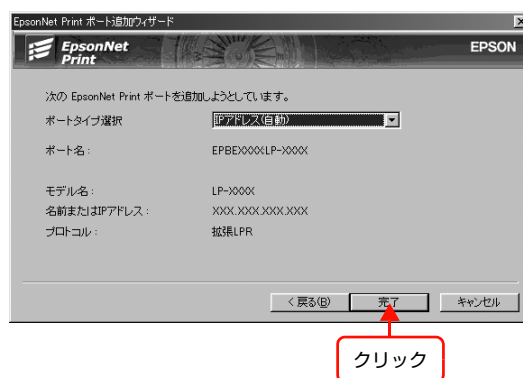 EpsonNet Print ポート追加ウィザード
EpsonNet
Print
EPSON
次の EpsonNet Print ポートを追加しようとしています。
ポートタイプ選択 IPアドレス(自動)
ポート名: EPBEXXXX:LP-XXXX
モデル名: LP-XXXX
名前またはIPアドレス: XXX.XXX.XXX.XXX
プロトコル: 拡張LPR
< 戻る(B) 完了 キャンセル
クリック